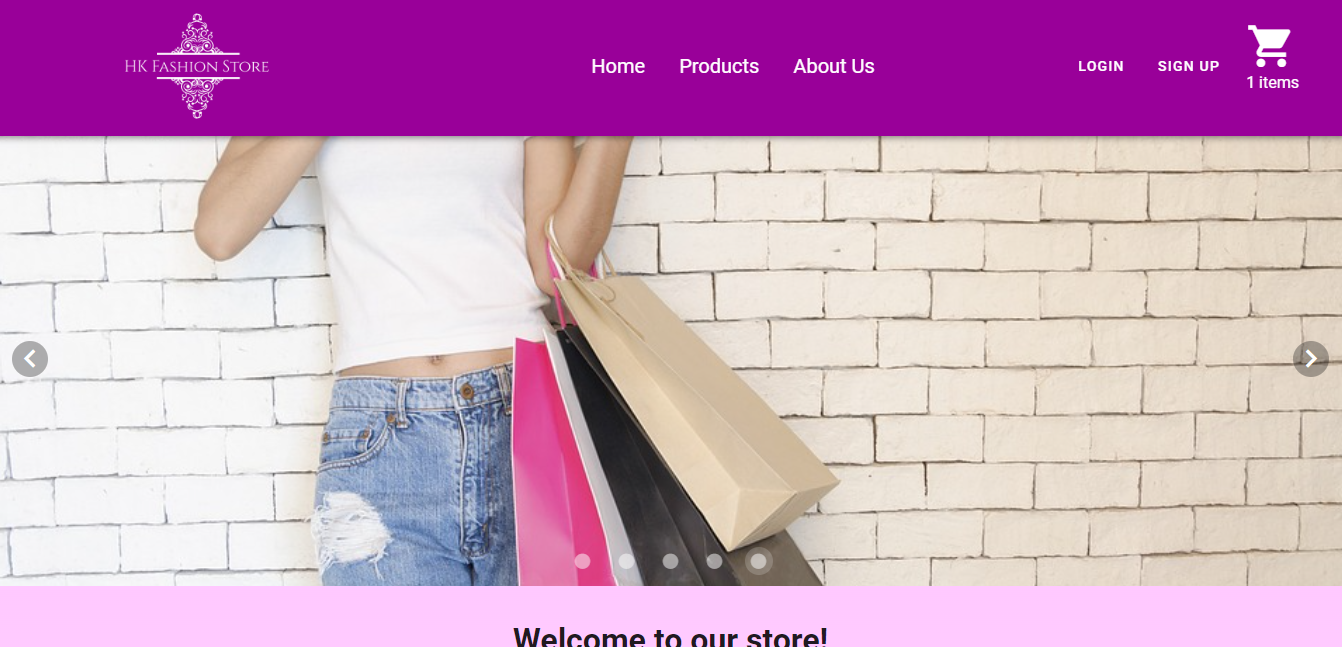 HK FASHION STORE
Home Products About Us
LOGIN SIGN UP
1 items
Welcome to our store!